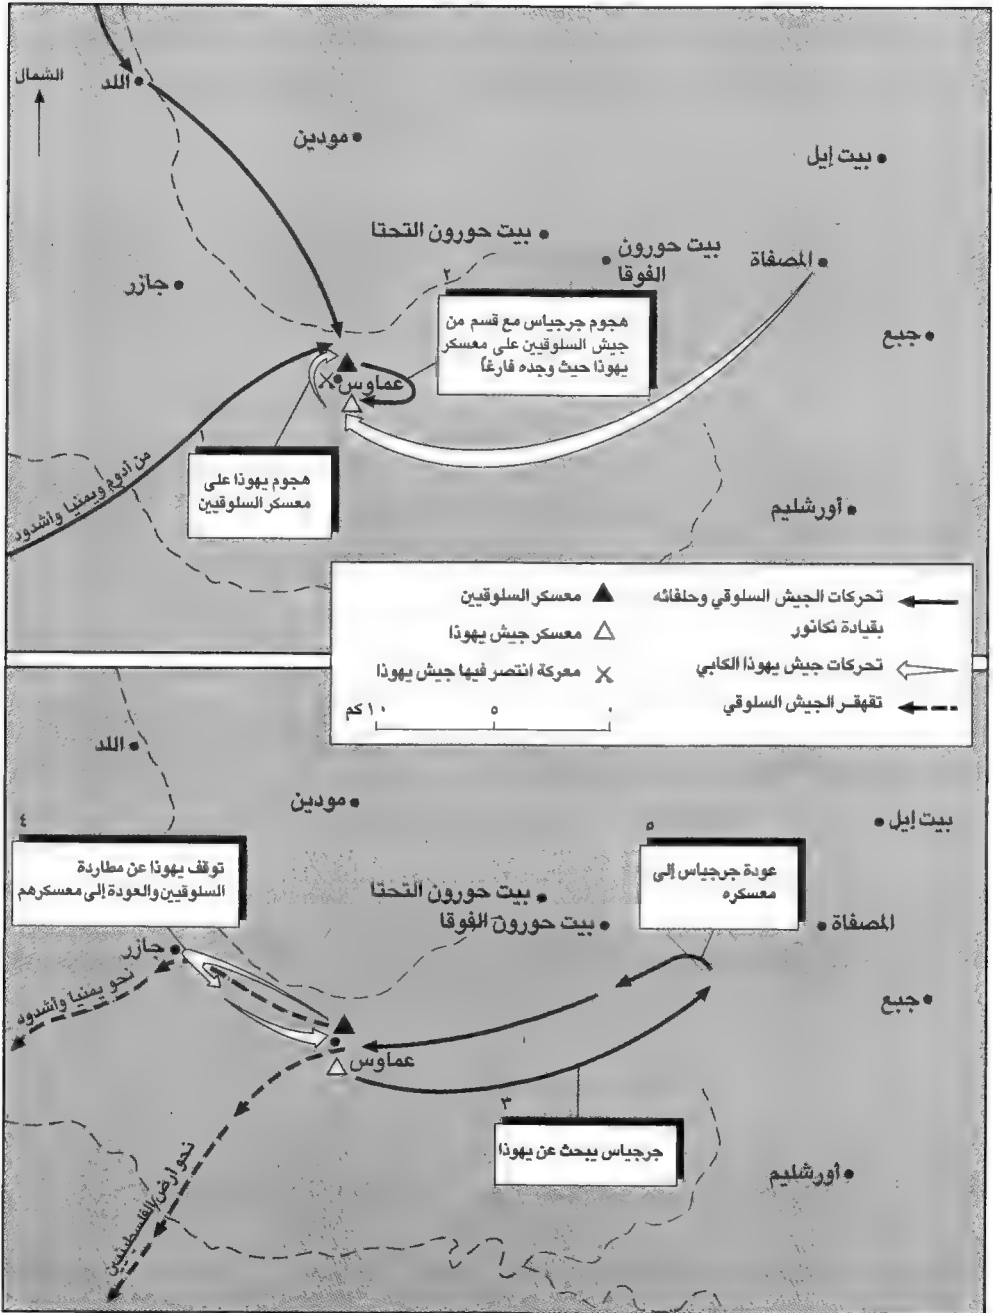 اللد
الشمال
مودين
بيت إيل
بيت حورون التحتا
بيت حورون
الفوقا
المصفاة
جازر
٢
هجوم جرجياس مع قسم من
جيش السلوقيين على معسكر
يهوذا حيث وجده فارغاً
جبع
عماوس
من أدوم ويمنيا وأشدود
هجوم يهوذا على
معسكر السلوقيين
أورشليم
تحركات الجيش السلوقي وحلفائه
بقيادة نكانور
تحركات جيش يهوذا الكابي
تقهقر الجيش السلوقي
معسكر السلوقيين
معسكر جيش يهوذا
معركة انتصر فيها جيش يهوذا
٠
٥
١٠ كم
اللد
مودين
بيت إيل
٤
توقف يهوذا عن مطاردة
السلوقيين والعودة إلى معسكرهم
٥
عودة جرجياس إلى
معسكره
بيت حورون التحتا
بيت حورون الفوقا
المصفاة
جازر
نحو يمنيا وأشدود
جبع
عماوس
٣
جرجياس يبحث عن يهوذا
أورشليم
نحو أرض الفلسطينيين